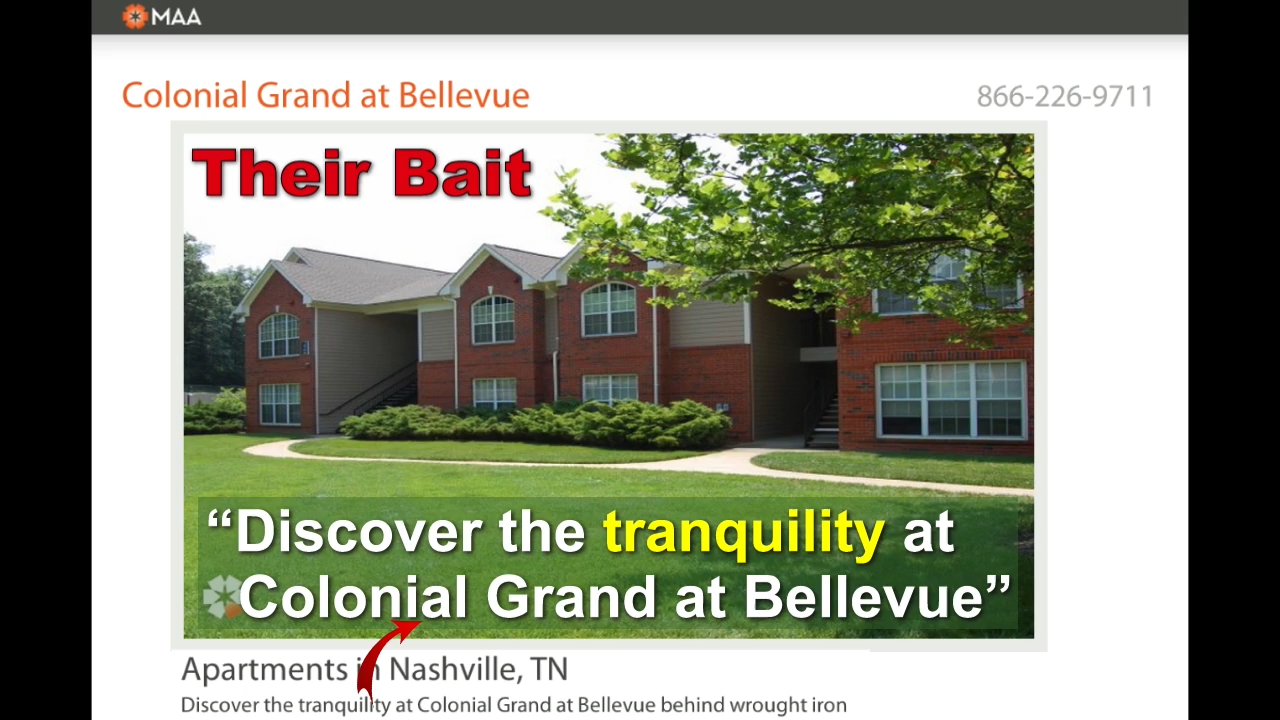 MAA
Colonial Grand at Bellevue
866-226-9711
Their Bait
“Discover the tranquility at
Colonial Grand at Bellevue”
Apartments in Nashville, TN
Discover the tranquility at Colonial Grand at Bellevue behind wrought iron